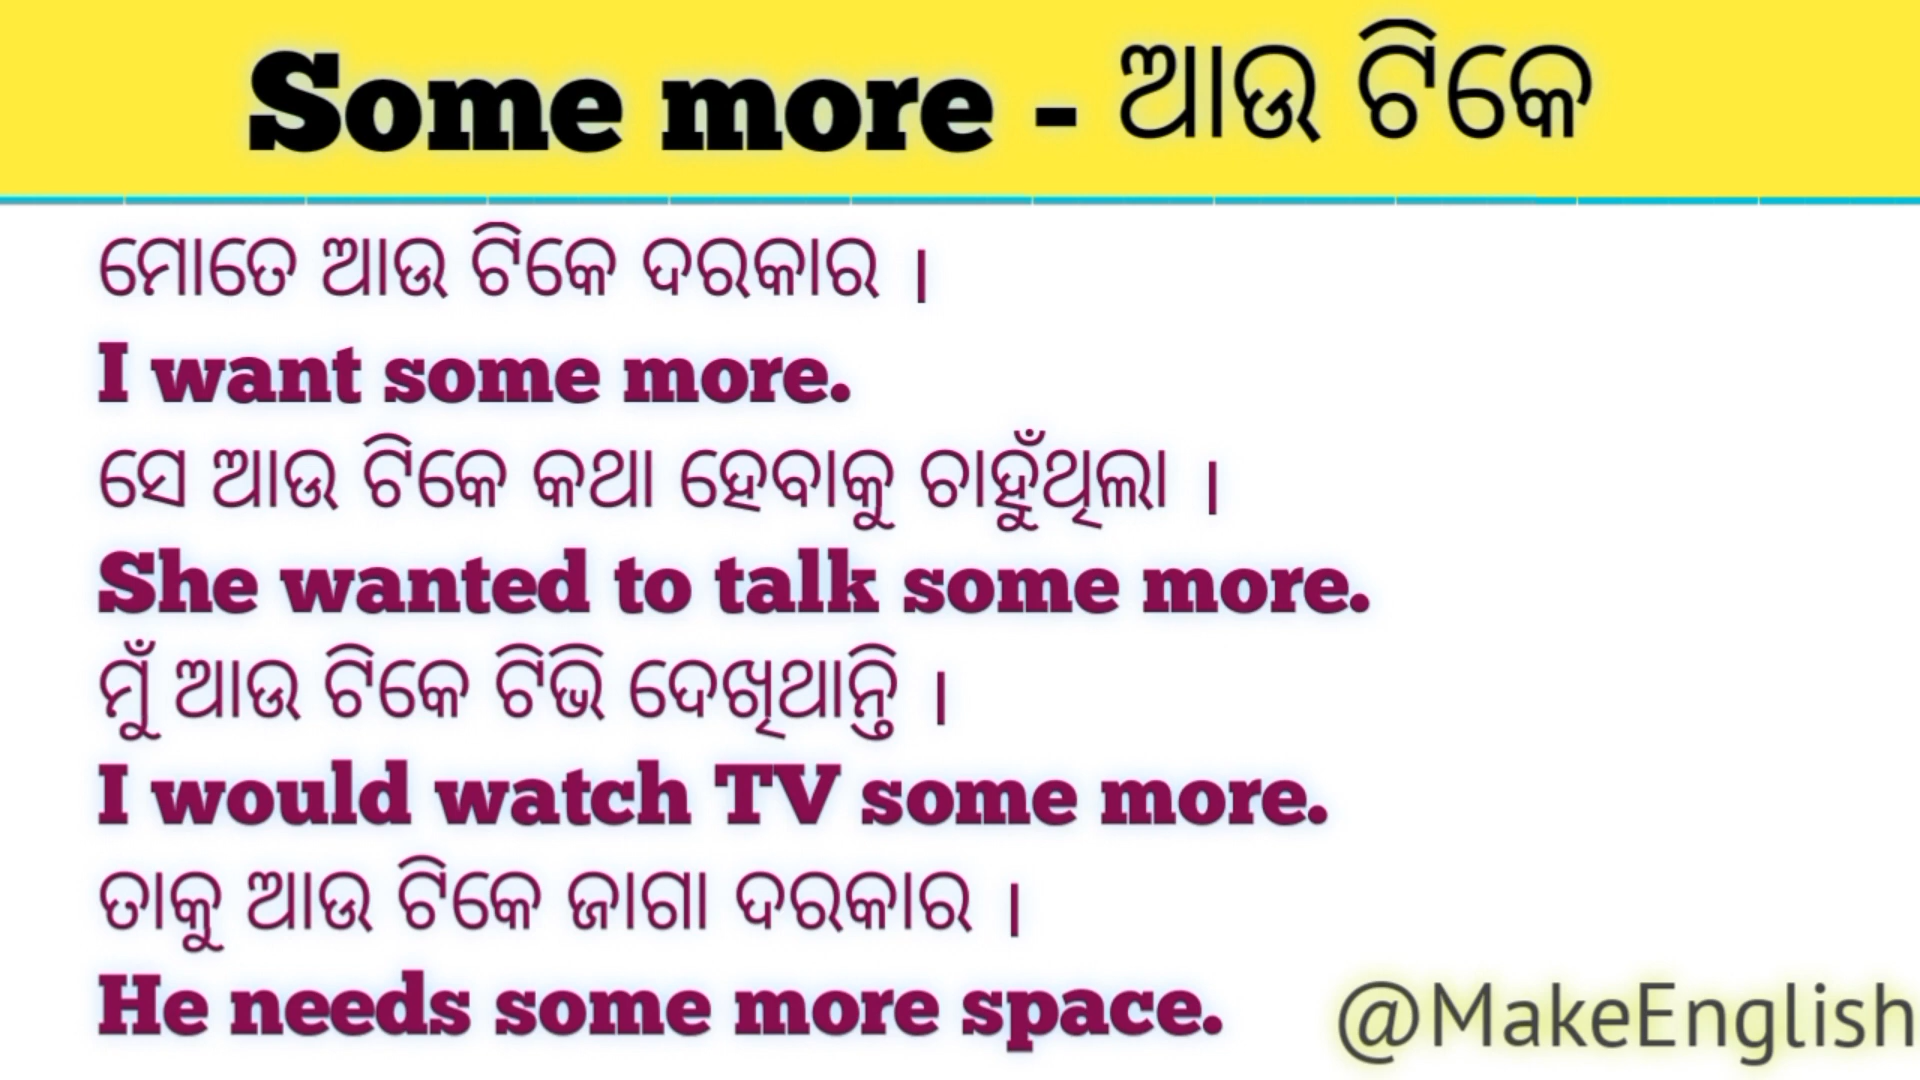 Some more - ଆଉ ଟିକେ
ମୋତେ ଆଉ ଟିକେ ଦରକାର ।
I want some more.
ସେ ଆଉ ଟିକେ କଥା ହେବାକୁ ଚାହୁଁଥିଲା ।
She wanted to talk some more.
ମୁଁ ଆଉ ଟିକେ ଟିଭି ଦେଖିଥାନ୍ତି ।
I would watch TV some more.
ତାକୁ ଆଉ ଟିକେ ଜାଗା ଦରକାର ।
He needs some more space.
@MakeEnglish